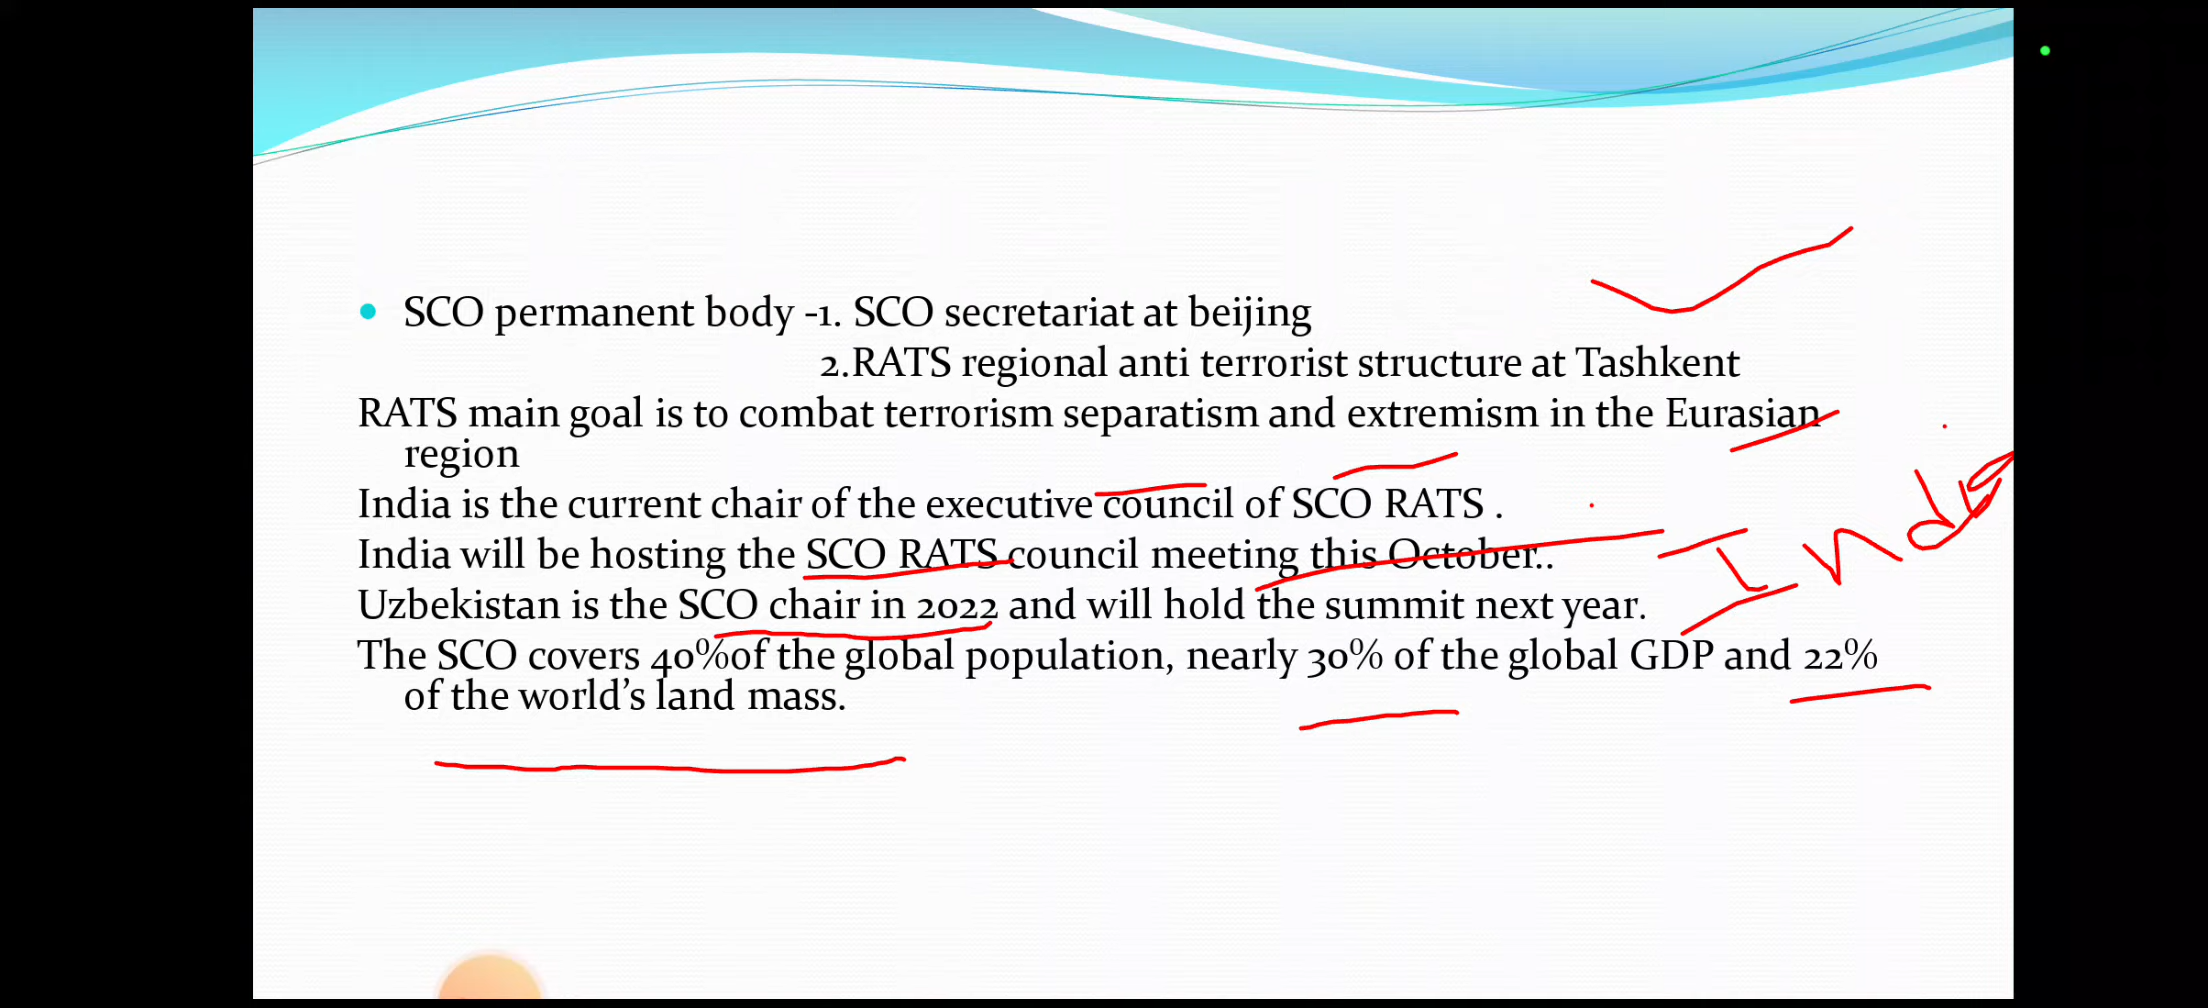 SCO permanent body -1. SCO secretariat at beijing
2.RATS regional anti terrorist structure at Tashkent
RATS main goal is to combat terrorism separatism and extremism in the Eurasian
region
India is the current chair of the executive council of SCO RATS .
India will be hosting the SCO RATS council meeting this October..
Uzbekistan is the SCO chair in 2022 and will hold the summit next year.
The SCO covers 40%of the global population, nearly 30% of the global GDP and 22%
of the world's land mass.
India